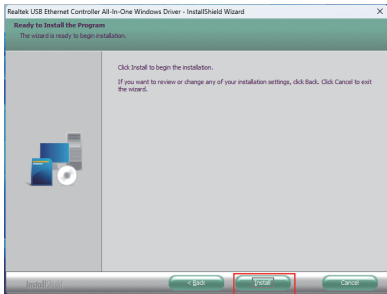 Realtek USB Ethernet Controller All-In-One Windows Driver - InstallShield Wizard
Ready to Install the Program
The wizard is ready to begin installation.
Click Install to begin the installation.
If you want to review or change any of your installation settings, click Back. Click Cancel to exit
the wizard.
InstallShield
< Back
Install
Cancel